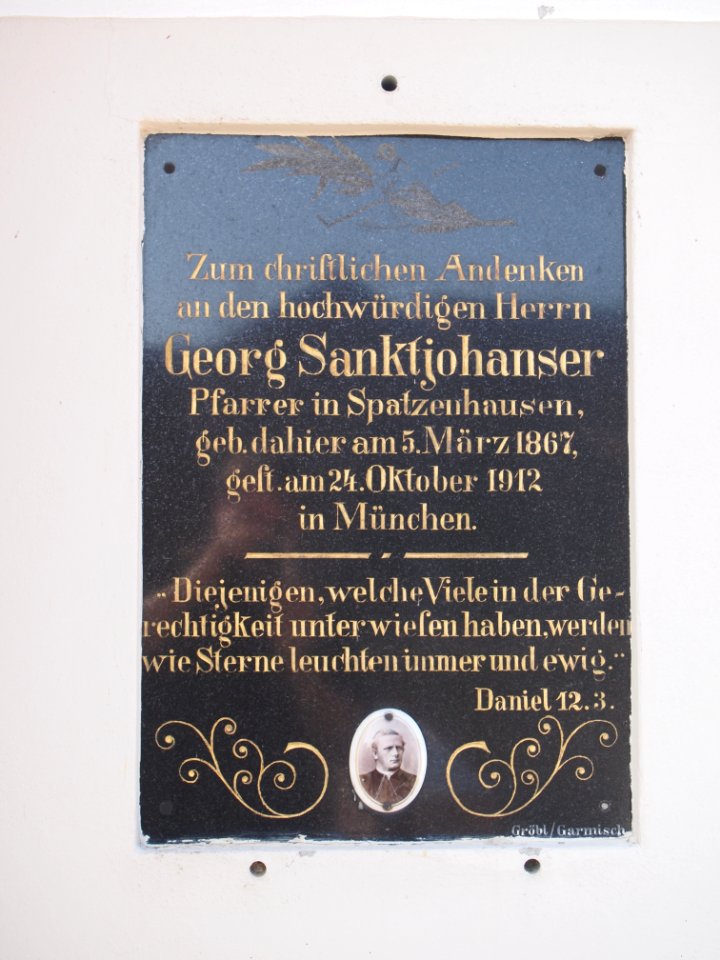 Zum chriſtlichen Andenken
an den hochwürdigen Herrn
Georg Sanktjohanser
Pfarrer in Spatzenhausen,
geb. dahier am 5. März 1867,
geſt. am 24. Oktober 1912
in München.
„Diejenigen, welche Viele in der Ge-
rechtigkeit unterwieſen haben, werden
wie Sterne leuchten immer und ewig.“
Daniel 12. 3.
Gröbl/Garmisch